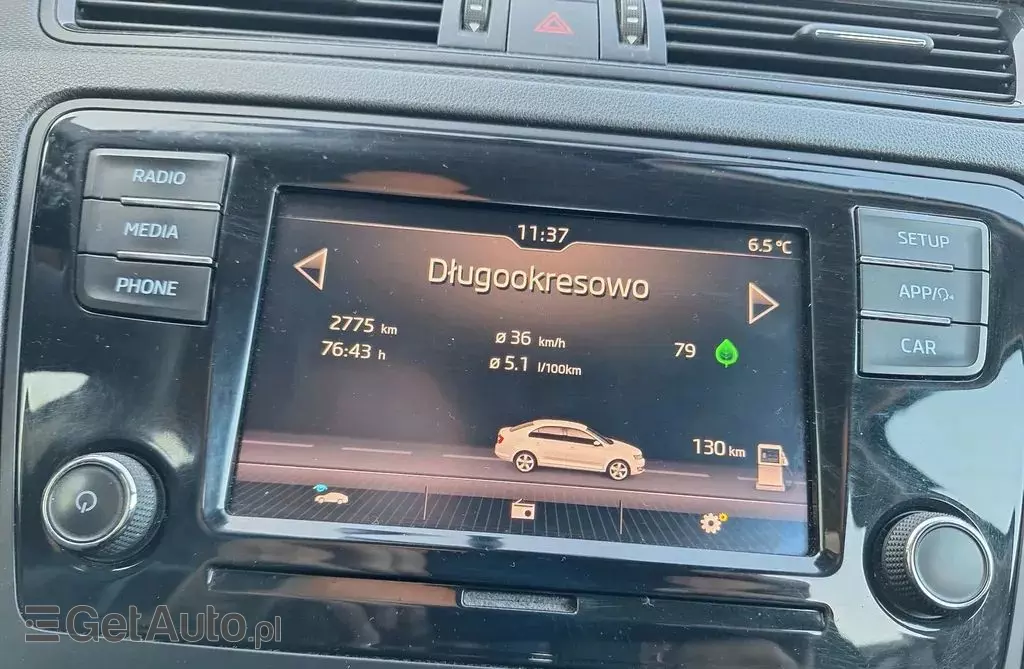 RADIO
MEDIA
PHONE
11:37
6.5 °C
Długookresowo
2775 km
76:43 h
ø 36 km/h
ø 5.1 l/100km
79
130 km
SETUP
APP/
CAR
GetAuto.pl